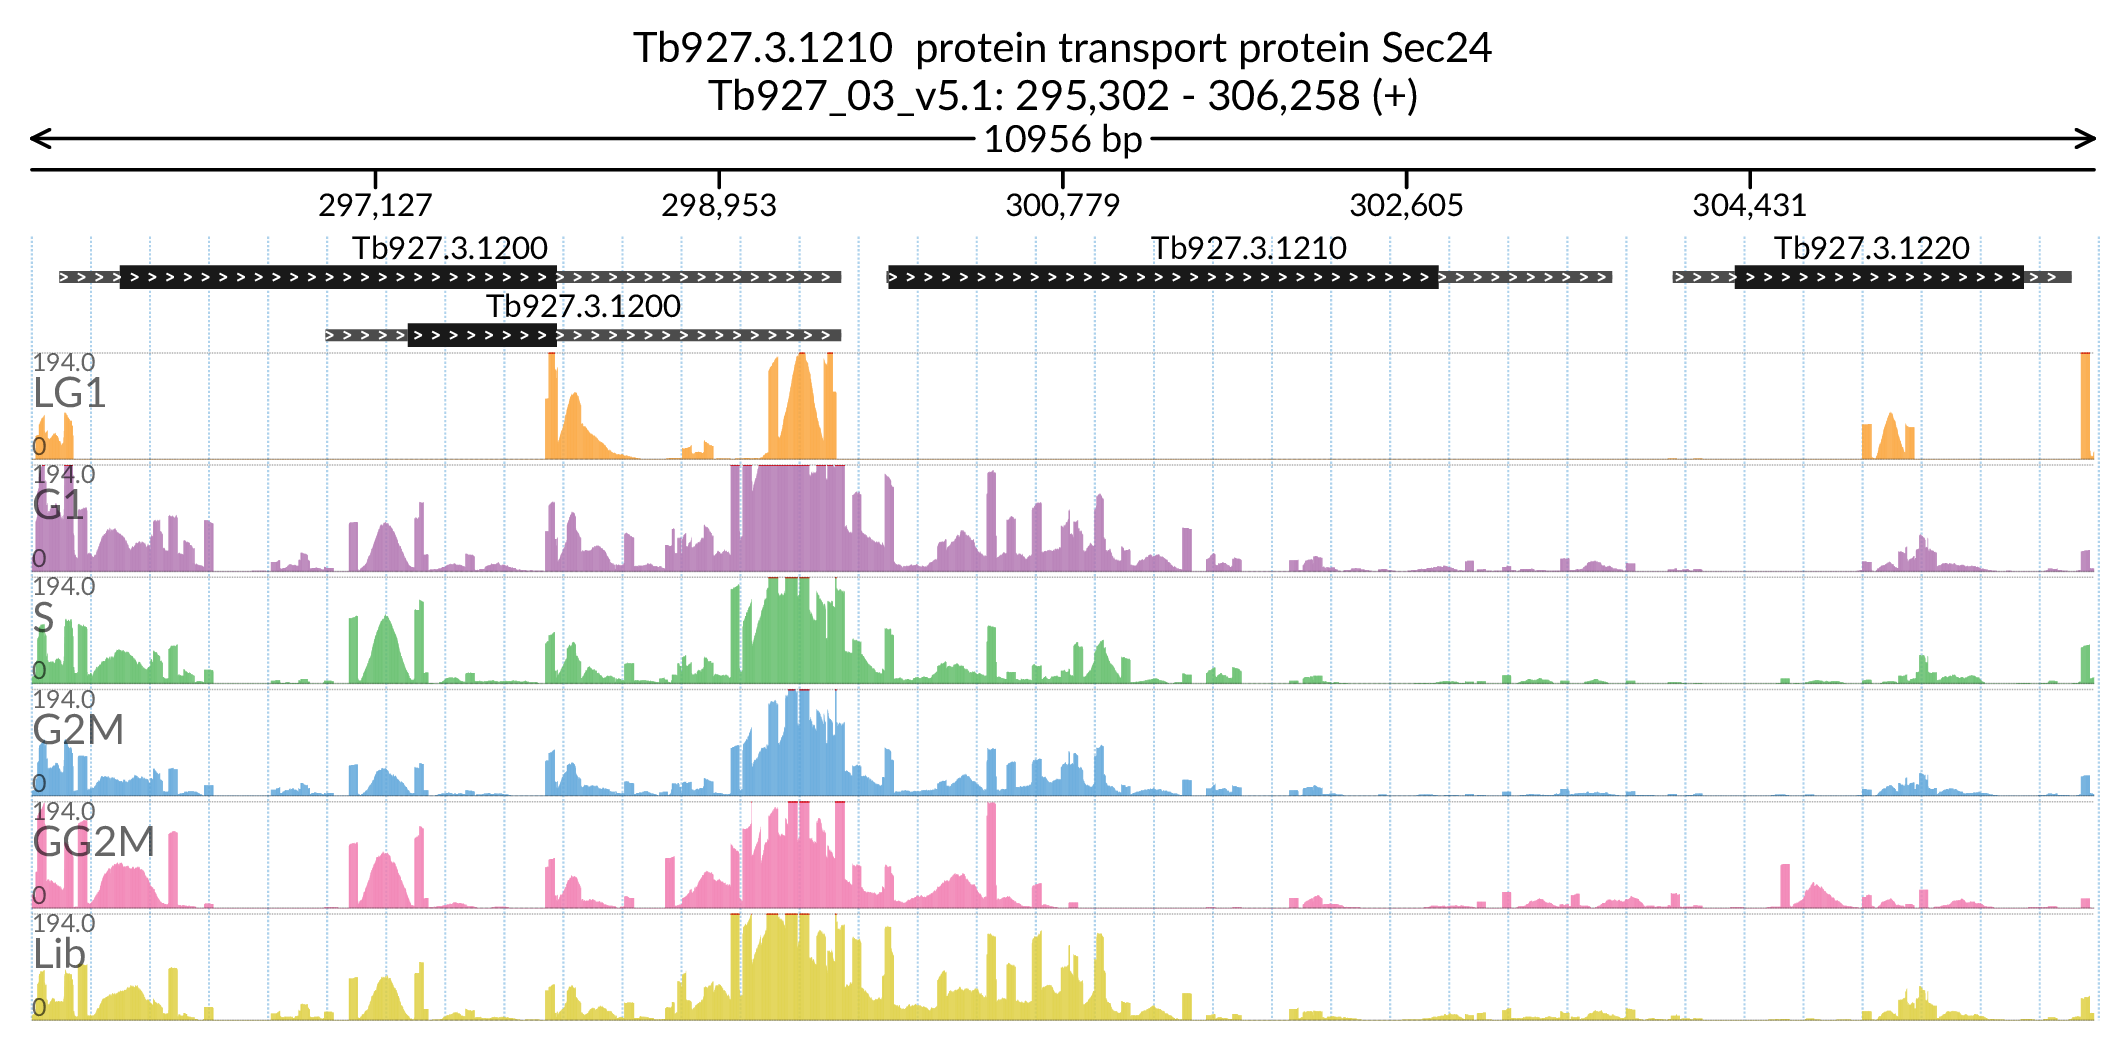 Tb927.3.1210  protein transport protein Sec24
Tb927_03_v5.1: 295,302 - 306,258 (+)
10956 bp
297,127 298,953 300,779 302,605 304,431
Tb927.3.1200 Tb927.3.1210 Tb927.3.1220
Tb927.3.1200
194.0
LG1
0
194.0
G1
0
194.0
S
0
194.0
G2M
0
194.0
GG2M
0
194.0
Lib
0